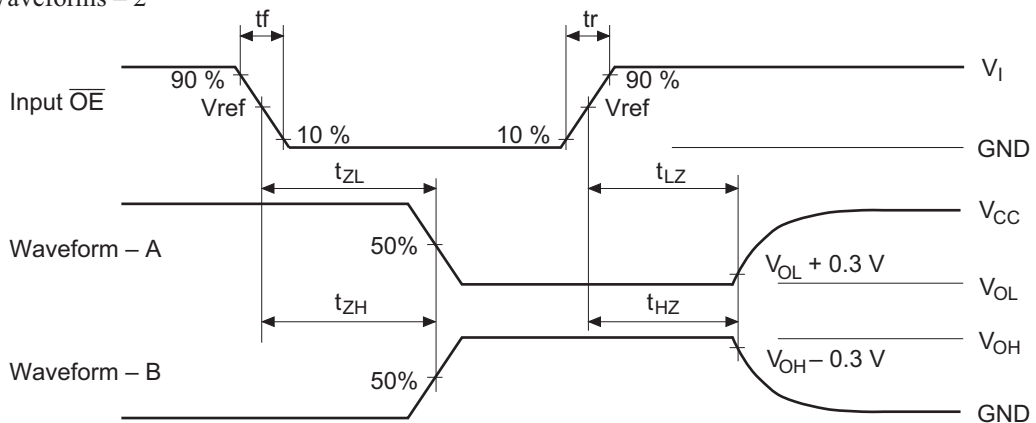 Waveforms – 2
tf
tr
90 %
90 %
V_I
Input O̅E̅
Vref
Vref
10 %
10 %
GND
t_ZL
t_LZ
V_CC
Waveform – A
50%
V_OL + 0.3 V
V_OL
t_ZH
t_HZ
V_OH
V_OH – 0.3 V
Waveform – B
50%
GND